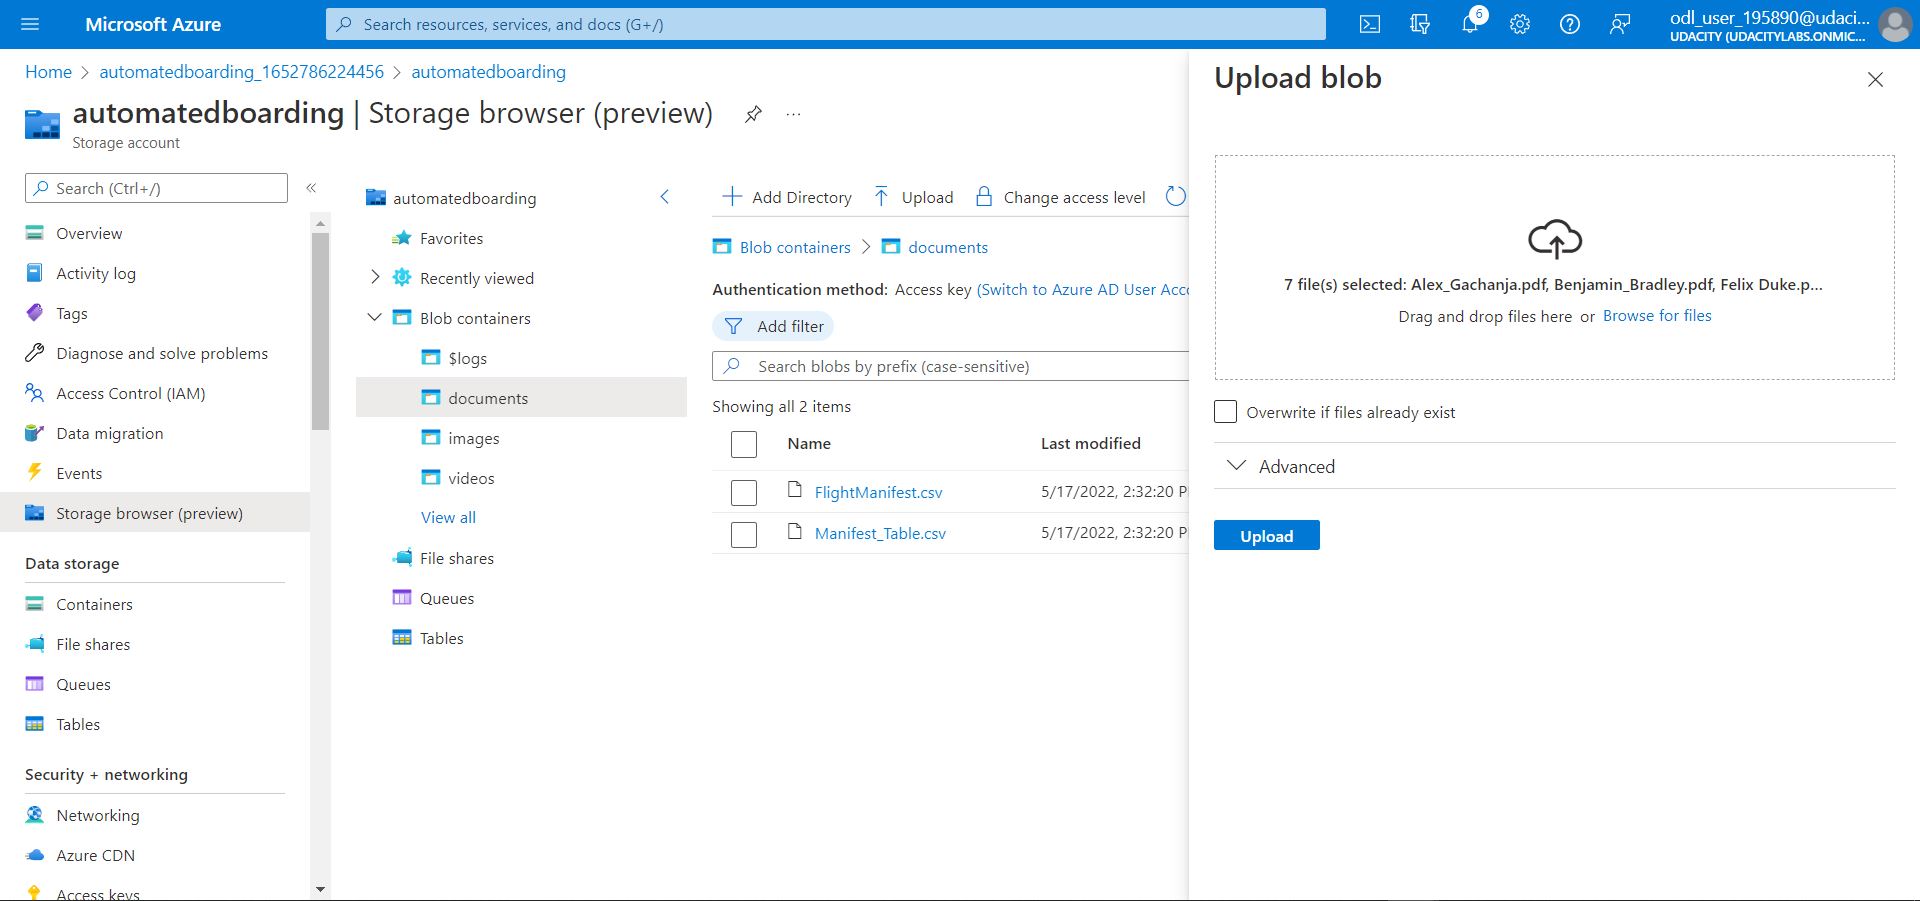 Microsoft Azure
Search resources, services, and docs (G+/)
6
odl_user_195890@udaci...
UDACITY (UDACITYLABS.ONMIC...
Home > automatedboarding_1652786224456 > automatedboarding
automatedboarding | Storage browser (preview) ...
Storage account
Search (Ctrl+/)
«
Overview
Activity log
Tags
Diagnose and solve problems
Access Control (IAM)
Data migration
Events
Storage browser (preview)
Data storage
Containers
File shares
Queues
Tables
Security + networking
Networking
Azure CDN
Access keys
automatedboarding
Favorites
Recently viewed
Blob containers
$logs
documents
images
videos
View all
File shares
Queues
Tables
Add Directory
Upload
Change access level
Blob containers > documents
Authentication method: Access key (Switch to Azure AD User Acco
Add filter
Search blobs by prefix (case-sensitive)
Showing all 2 items
Name Last modified
FlightManifest.csv 5/17/2022, 2:32:20 P
Manifest_Table.csv 5/17/2022, 2:32:20 P
Upload blob
7 file(s) selected: Alex_Gachanja.pdf, Benjamin_Bradley.pdf, Felix Duke.p...
Drag and drop files here or Browse for files
Overwrite if files already exist
Advanced
Upload